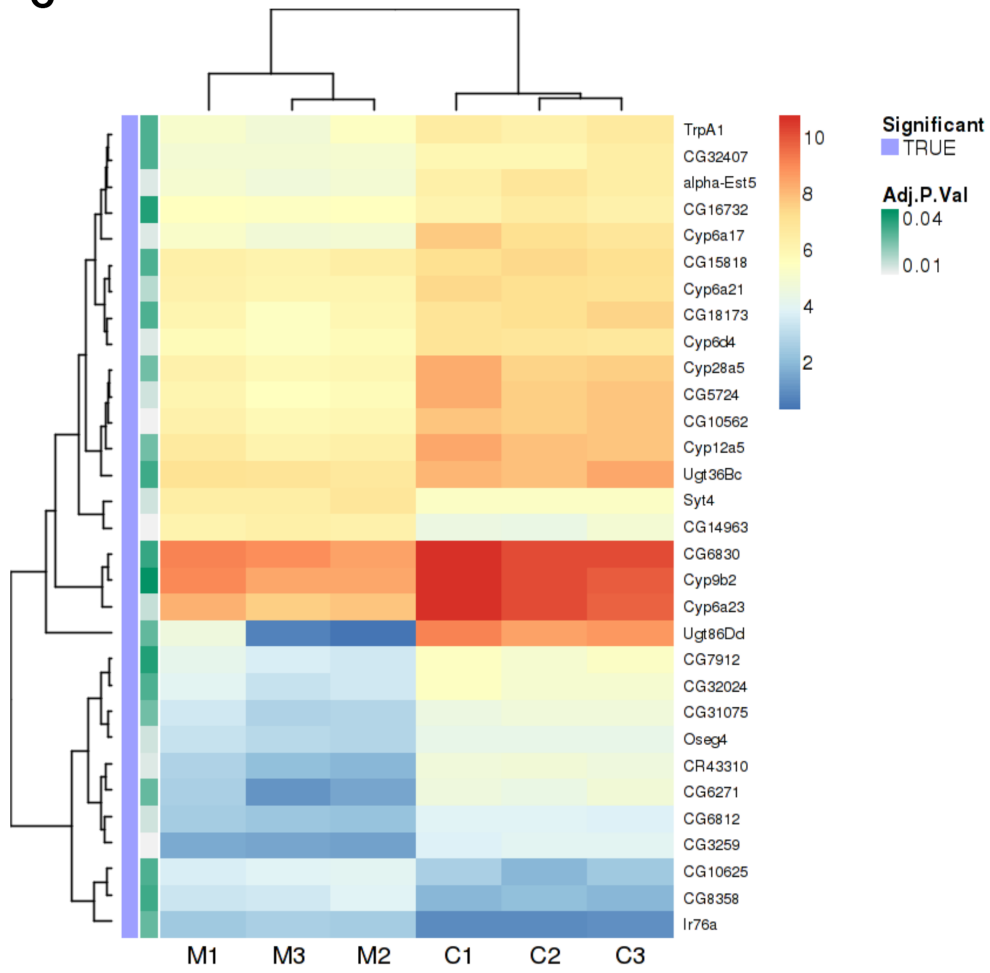 TrpA1
CG32407
alpha-Est5
CG16732
Cyp6a17
CG15818
Cyp6a21
CG18173
Cyp6d4
Cyp28a5
CG5724
CG10562
Cyp12a5
Ugt36Bc
Syt4
CG14963
CG6830
Cyp9b2
Cyp6a23
Ugt86Dd
CG7912
CG32024
CG31075
Oseg4
CR43310
CG6271
CG6812
CG3259
CG10625
CG8358
Ir76a
M1 M3 M2 C1 C2 C3
10
8
6
4
2
Significant
TRUE
Adj.P.Val
0.04
0.01